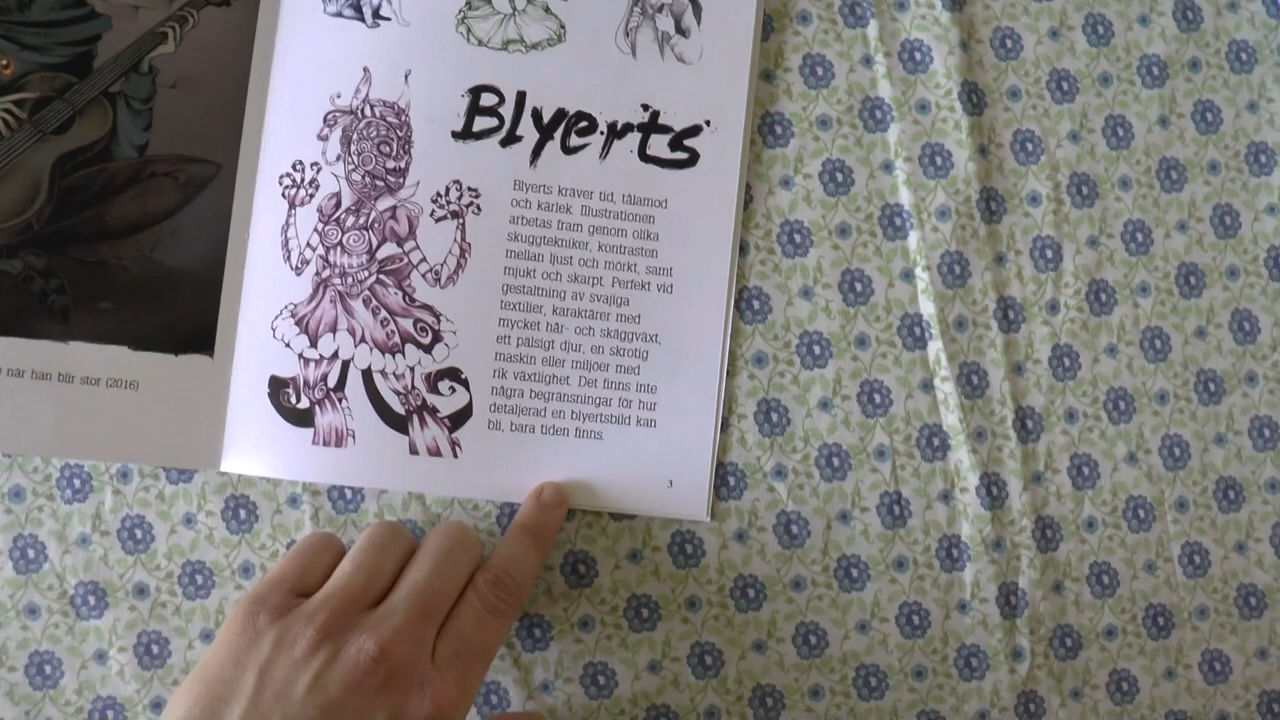 när han blir stor (2016)
Blyerts
Blyerts kräver tid, tålamod
och kärlek. Illustrationen
arbetas fram genom olika
skuggtekniker, kontrasten
mellan ljust och mörkt, samt
mjukt och skarpt. Perfekt vid
gestaltning av svajiga
textilier, karaktärer med
mycket hår- och skäggväxt,
ett pälsigt djur, en skrotig
maskin eller miljöer med
rik växtlighet. Det finns inte
några begränsningar för hur
detaljerad en blyertsbild kan
bli, bara tiden finns.
3